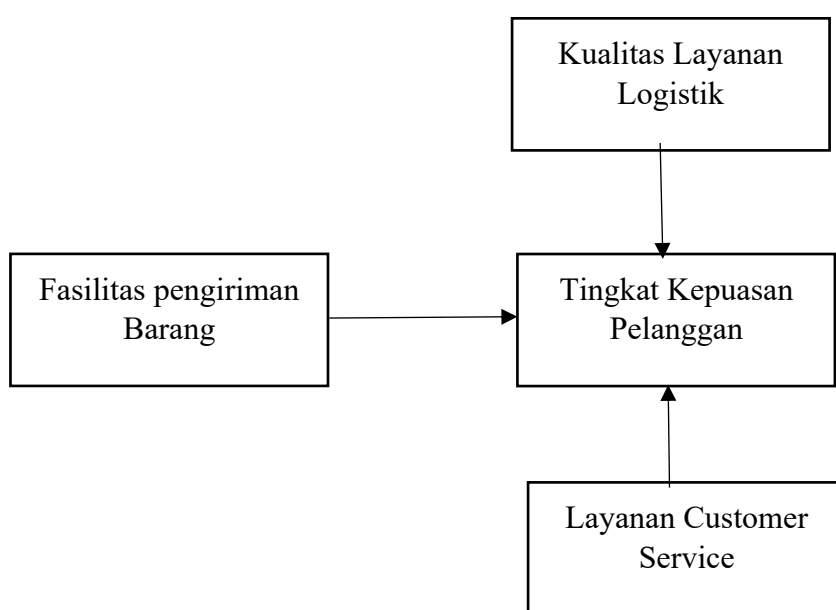 Kualitas Layanan
Logistik
Fasilitas pengiriman
Barang
Tingkat Kepuasan
Pelanggan
Layanan Customer
Service